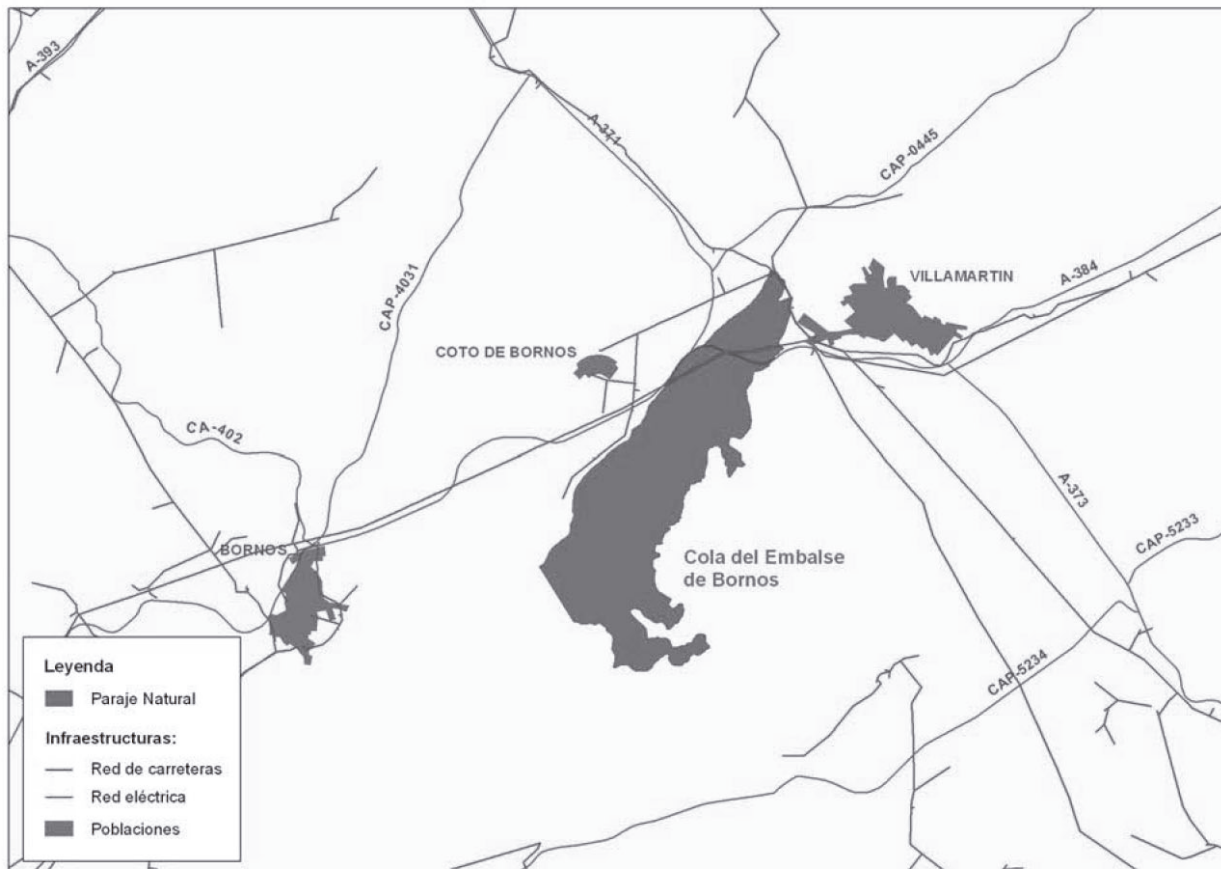 A-393
A-371
CAP-0445
CAP-4031
VILLAMARTIN
A-384
COTO DE BORNOS
CA-402
A-373
CAP-5233
BORNOS
Cola del Embalse
de Bornos
CAP-5234
Leyenda
Paraje Natural
Infraestructuras:
Red de carreteras
Red eléctrica
Poblaciones